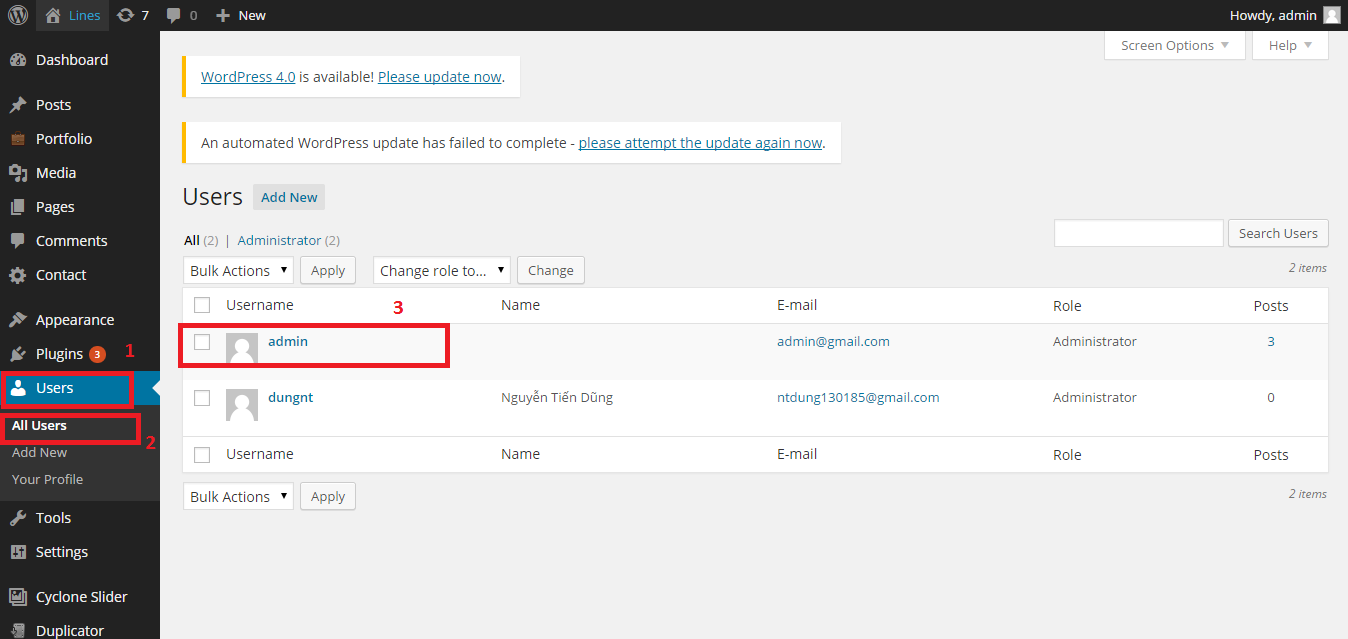 Lines 7 0 New Howdy, admin
Screen Options Help
Dashboard
Posts
Portfolio
Media
Pages
Comments
Contact
Appearance
Plugins 3 1
Users
All Users
2
Add New
Your Profile
Tools
Settings
Cyclone Slider
Duplicator
WordPress 4.0 is available! Please update now.
An automated WordPress update has failed to complete - please attempt the update again now.
Users Add New
All (2) | Administrator (2)
Search Users
Bulk Actions Apply Change role to... Change
2 items
Username Name E-mail Role Posts
3
admin admin@gmail.com Administrator 3
dungnt Nguyễn Tiến Dũng ntdung130185@gmail.com Administrator 0
Username Name E-mail Role Posts
Bulk Actions Apply
2 items